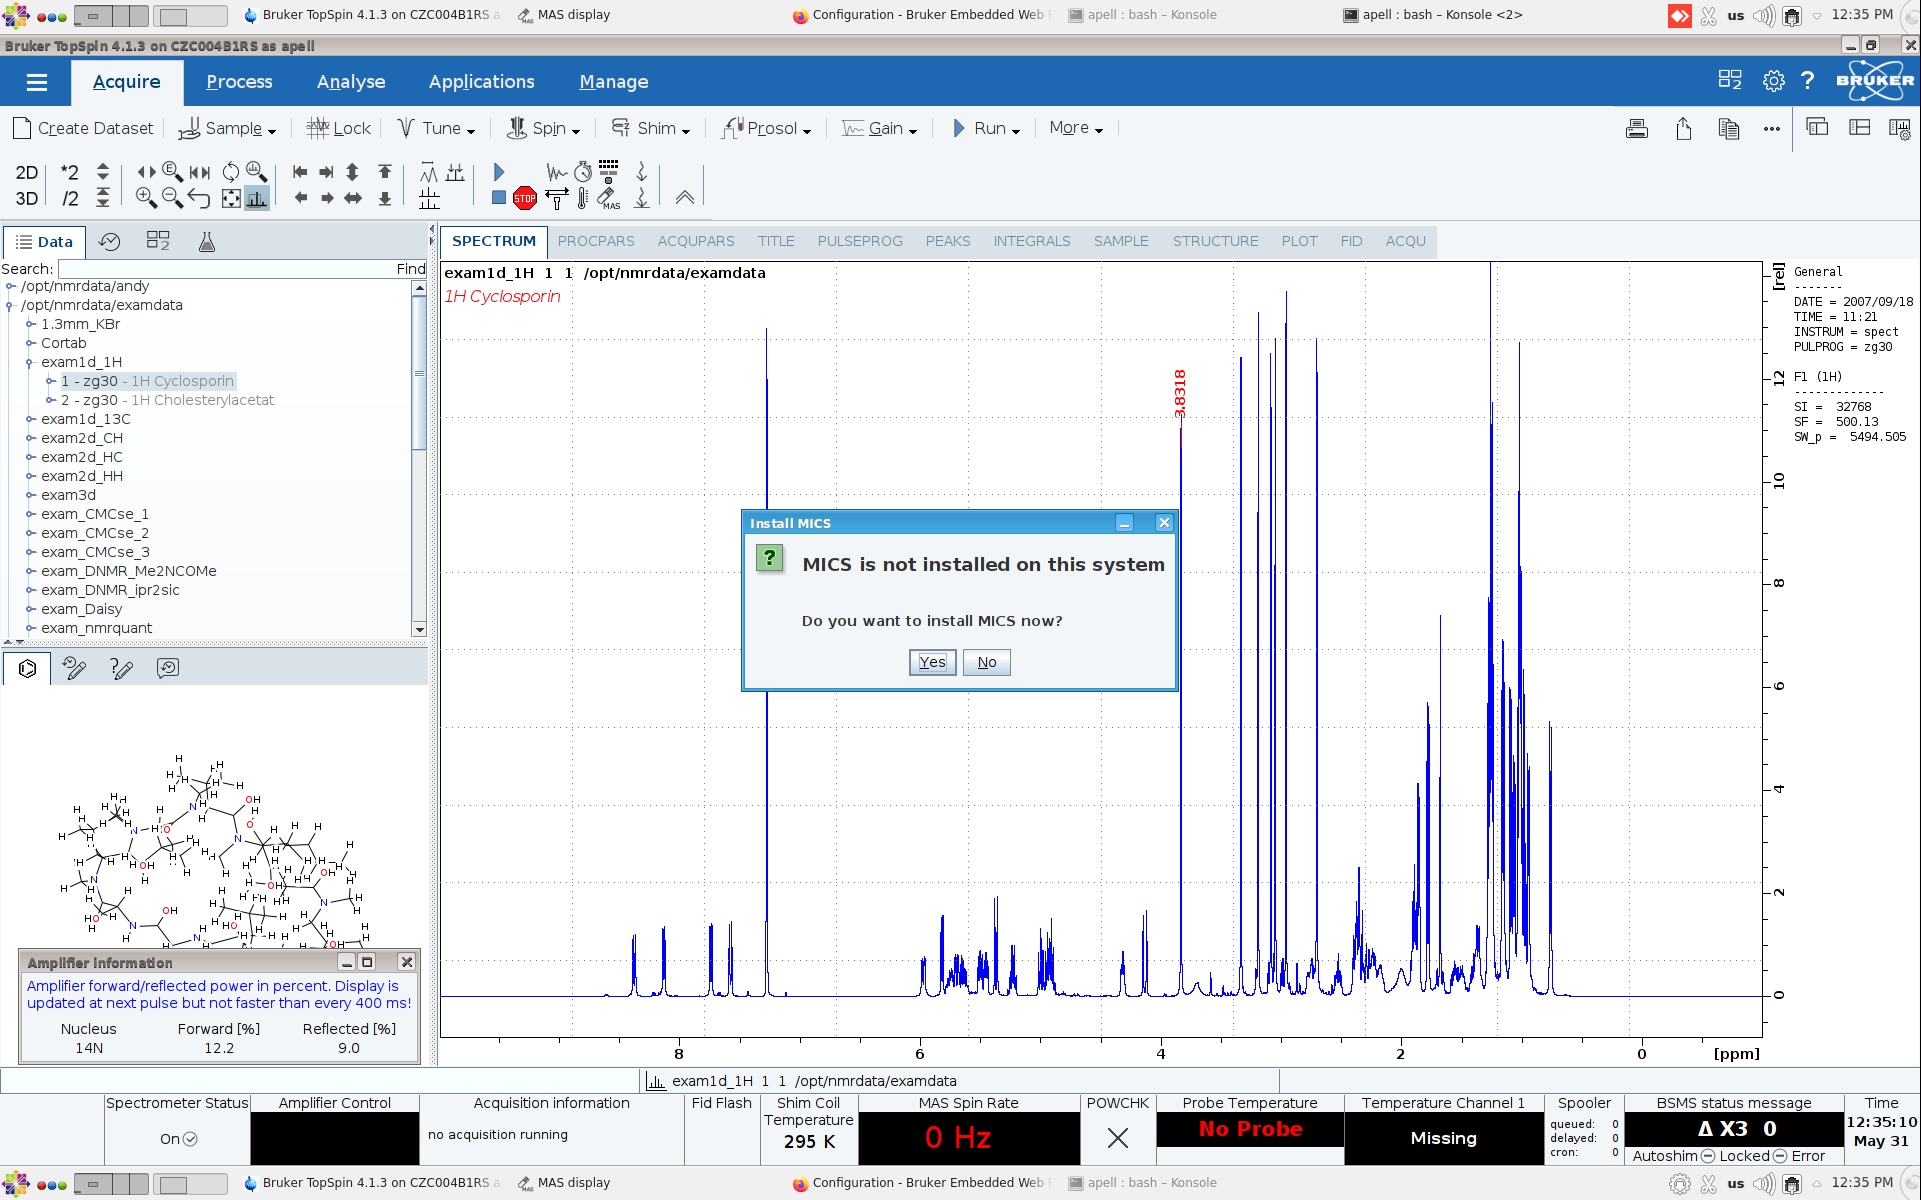 Bruker TopSpin 4.1.3 on CZC004B1RS a
MAS display
Configuration - Bruker Embedded Web
apell : bash – Konsole
apell : bash – Konsole <2>
us
12:35 PM
Bruker TopSpin 4.1.3 on CZC004B1RS as apell
Acquire
Process
Analyse
Applications
Manage
BRUKER
Create Dataset
Sample
Lock
Tune
Spin
Shim
Prosol
Gain
Run
More
2D *2
STOP
MAS
3D /2
Data
SPECTRUM PROCPARS ACQUPARS TITLE PULSEPROG PEAKS INTEGRALS SAMPLE STRUCTURE PLOT FID ACQU
Search: Find
/opt/nmrdata/andy
/opt/nmrdata/examdata
1.3mm_KBr
Cortab
exam1d_1H
1 - zg30 - 1H Cyclosporin
2 - zg30 - 1H Cholesterylacetat
exam1d_13C
exam2d_CH
exam2d_HC
exam2d_HH
exam3d
exam_CMCse_1
exam_CMCse_2
exam_CMCse_3
exam_DNMR_Me2NCOMe
exam_DNMR_ipr2sic
exam_Daisy
exam_nmrquant
exam1d_1H 1 1 /opt/nmrdata/examdata
1H Cyclosporin
3.8318
[rel]
12
10
8
6
4
2
0
8 6 4 2 0 [ppm]
General
-------
DATE = 2007/09/18
TIME = 11:21
INSTRUM = spect
PULPROG = zg30
F1 (1H)
-------------
SI = 32768
SF = 500.13
SW_p = 5494.505
Install MICS
MICS is not installed on this system
Do you want to install MICS now?
Yes No
Amplifier information
Amplifier forward/reflected power in percent. Display is
updated at next pulse but not faster than every 400 ms!
Nucleus Forward [%] Reflected [%]
14N 12.2 9.0
exam1d_1H 1 1 /opt/nmrdata/examdata
Spectrometer Status
On
Amplifier Control
Acquisition information
no acquisition running
Fid Flash
Shim Coil
Temperature
295 K
MAS Spin Rate
0 Hz
POWCHK
Probe Temperature
No Probe
Temperature Channel 1
Missing
Spooler
queued: 0
delayed: 0
cron: 0
BSMS status message
Δ X3 0
Autoshim Locked Error
Time
12:35:10
May 31
Bruker TopSpin 4.1.3 on CZC004B1RS a
MAS display
Configuration - Bruker Embedded Web
apell : bash – Konsole
us
12:35 PM